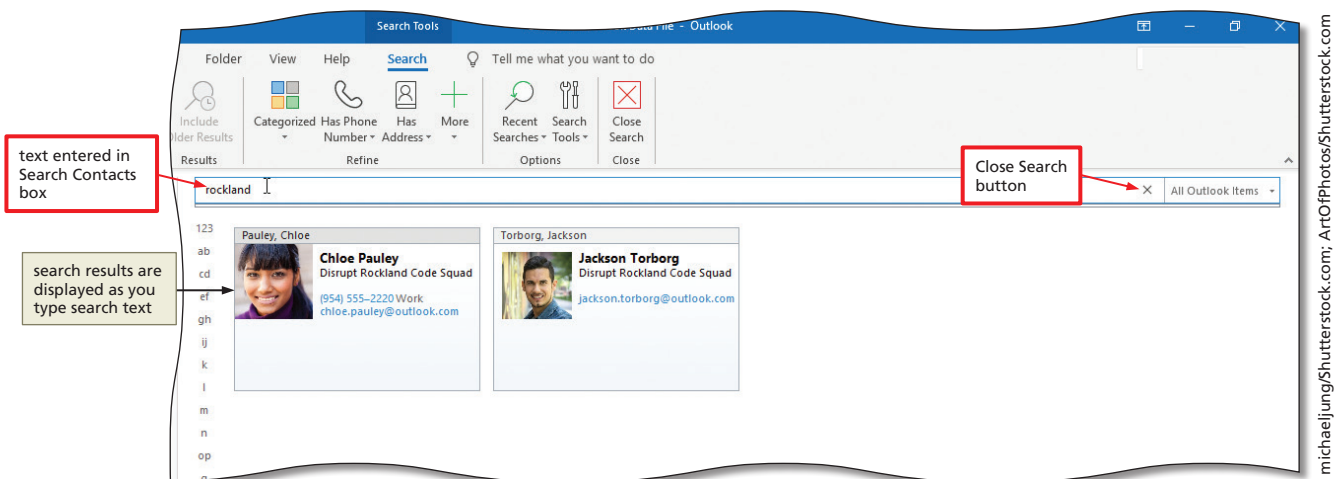 Search Tools
Outlook
Folder View Help Search Tell me what you want to do
Include
Older Results
Categorized
Has Phone
Number
Has
Address
More
Recent
Searches
Search
Tools
Close
Search
Results Refine Options Close
text entered in
Search Contacts
box
rockland
Close Search
button
All Outlook Items
123
ab
cd
ef
gh
ij
k
l
m
n
op
search results are
displayed as you
type search text
Pauley, Chloe
Chloe Pauley
Disrupt Rockland Code Squad
(954) 555–2220 Work
chloe.pauley@outlook.com
Torborg, Jackson
Jackson Torborg
Disrupt Rockland Code Squad
jackson.torborg@outlook.com
michaeljung/Shutterstock.com; ArtOfPhotos/Shutterstock.com